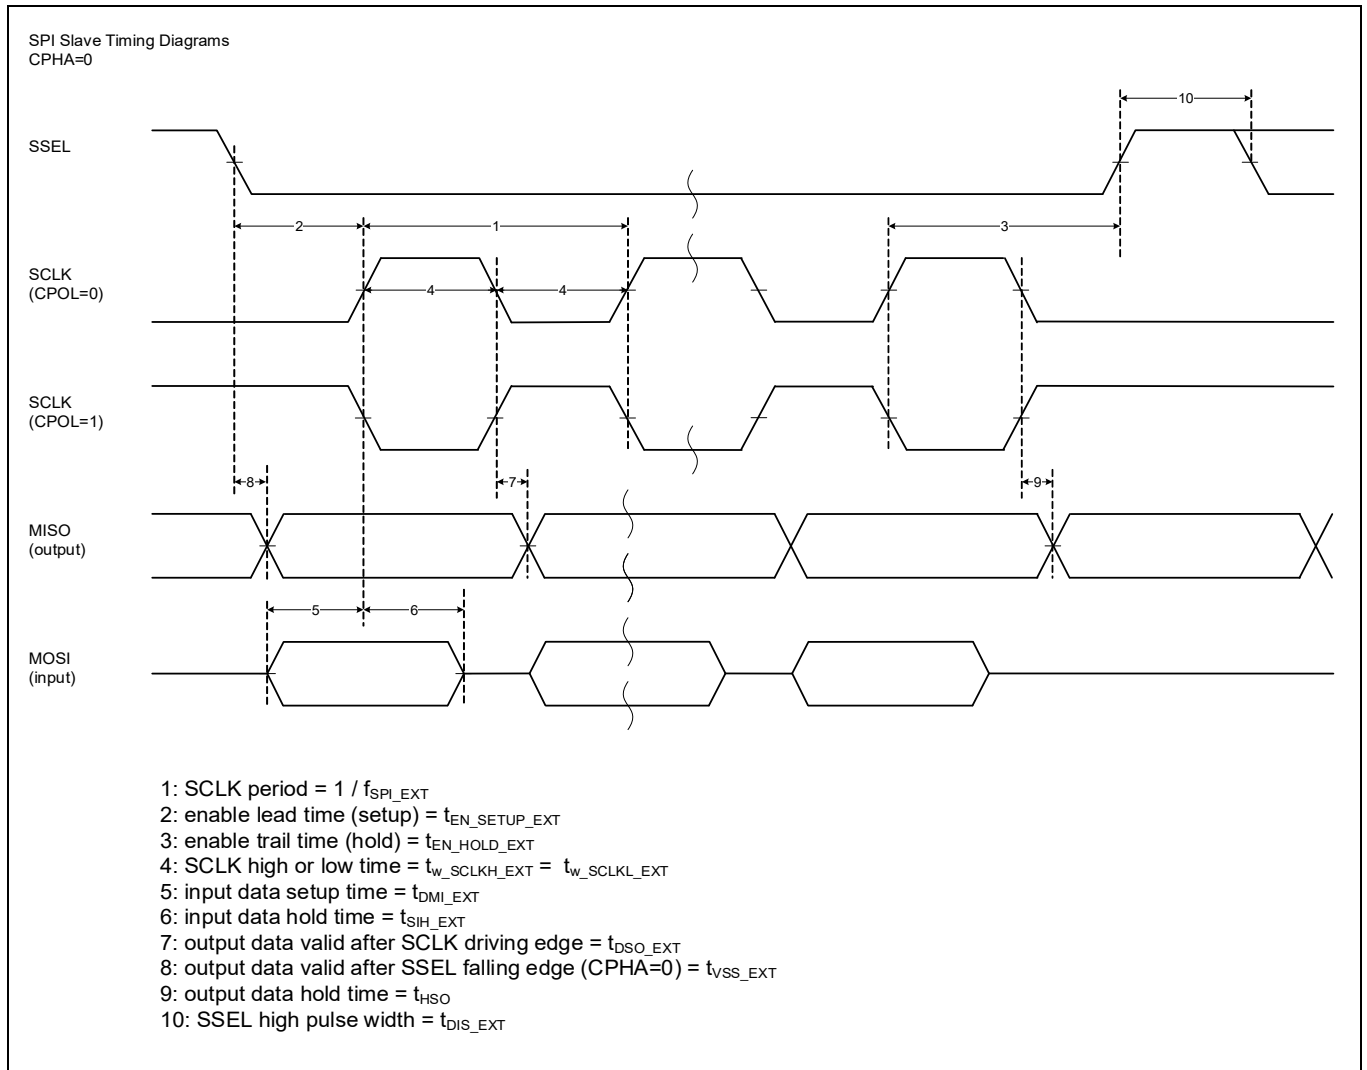 SPI Slave Timing Diagrams
CPHA=0
10
SSEL
2 1 3
SCLK
(CPOL=0)
4 4
SCLK
(CPOL=1)
8 7 9
MISO
(output)
5 6
MOSI
(input)
1: SCLK period = 1 / fSPI_EXT
2: enable lead time (setup) = tEN_SETUP_EXT
3: enable trail time (hold) = tEN_HOLD_EXT
4: SCLK high or low time = tw_SCLKH_EXT = tw_SCLKL_EXT
5: input data setup time = tDMI_EXT
6: input data hold time = tSIH_EXT
7: output data valid after SCLK driving edge = tDSO_EXT
8: output data valid after SSEL falling edge (CPHA=0) = tVSS_EXT
9: output data hold time = tHSO
10: SSEL high pulse width = tDIS_EXT